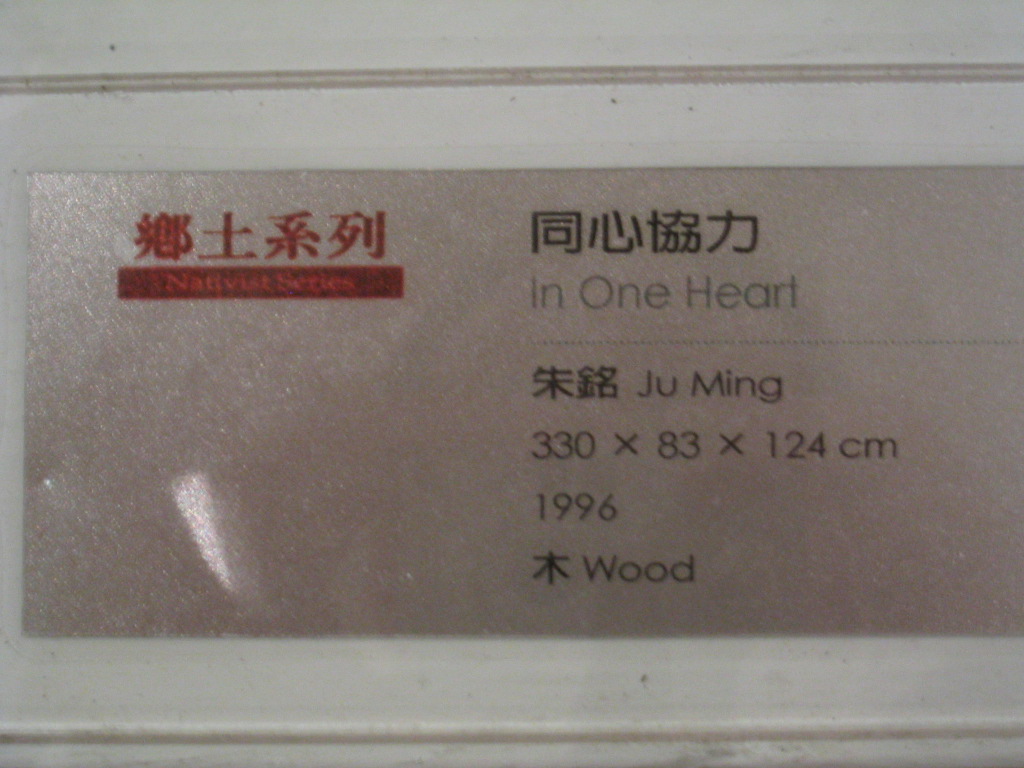 鄉土系列
Nativist Series
同心協力
In One Heart
朱銘 Ju Ming
330 × 83 × 124 cm
1996
木 Wood